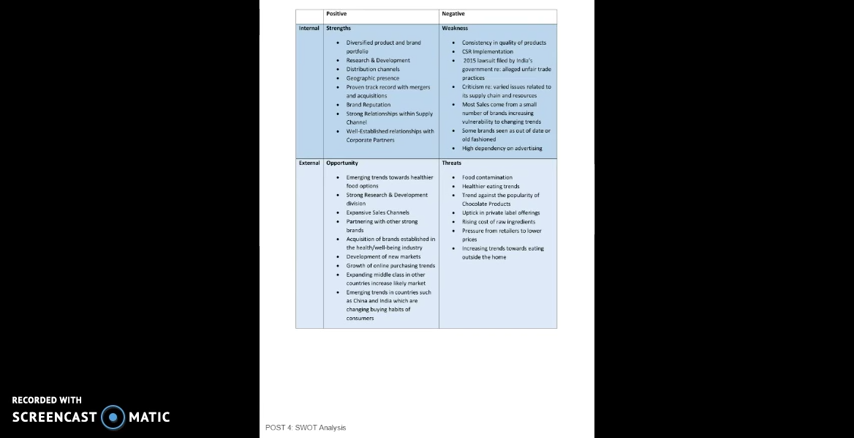 Positive
Negative
Internal
Strengths
• Diversified product and brand
portfolio
• Research & Development
• Distribution channels
• Geographic presence
• Proven track record with mergers
and acquisitions
• Brand Reputation
• Strong Relationships within Supply
Channel
• Well-Established relationships with
Corporate Partners
Weakness
• Consistency in quality of products
• CSR Implementation
• 2015 lawsuit filed by India's
government re: alleged unfair trade
practices
• Criticism re: varied issues related to
its supply chain and resources
• Most Sales come from a small
number of brands increasing
vulnerability to changing trends
• Some brands seen as out of date or
old fashioned
• High dependency on advertising
External
Opportunity
• Emerging trends towards healthier
food options
• Strong Research & Development
division
• Expansive Sales Channels
• Partnering with other strong
brands
• Acquisition of brands established in
the health/well-being industry
• Development of new markets
• Growth of online purchasing trends
• Expanding middle class in other
countries increase likely market
• Emerging trends in countries such
as China and India which are
changing buying habits of
consumers
Threats
• Food contamination
• Healthier eating trends
• Trend against the popularity of
Chocolate Products
• Uptick in private label offerings
• Rising cost of raw ingredients
• Pressure from retailers to lower
prices
• Increasing trends towards eating
outside the home
RECORDED WITH
SCREENCAST MATIC
POST 4: SWOT Analysis